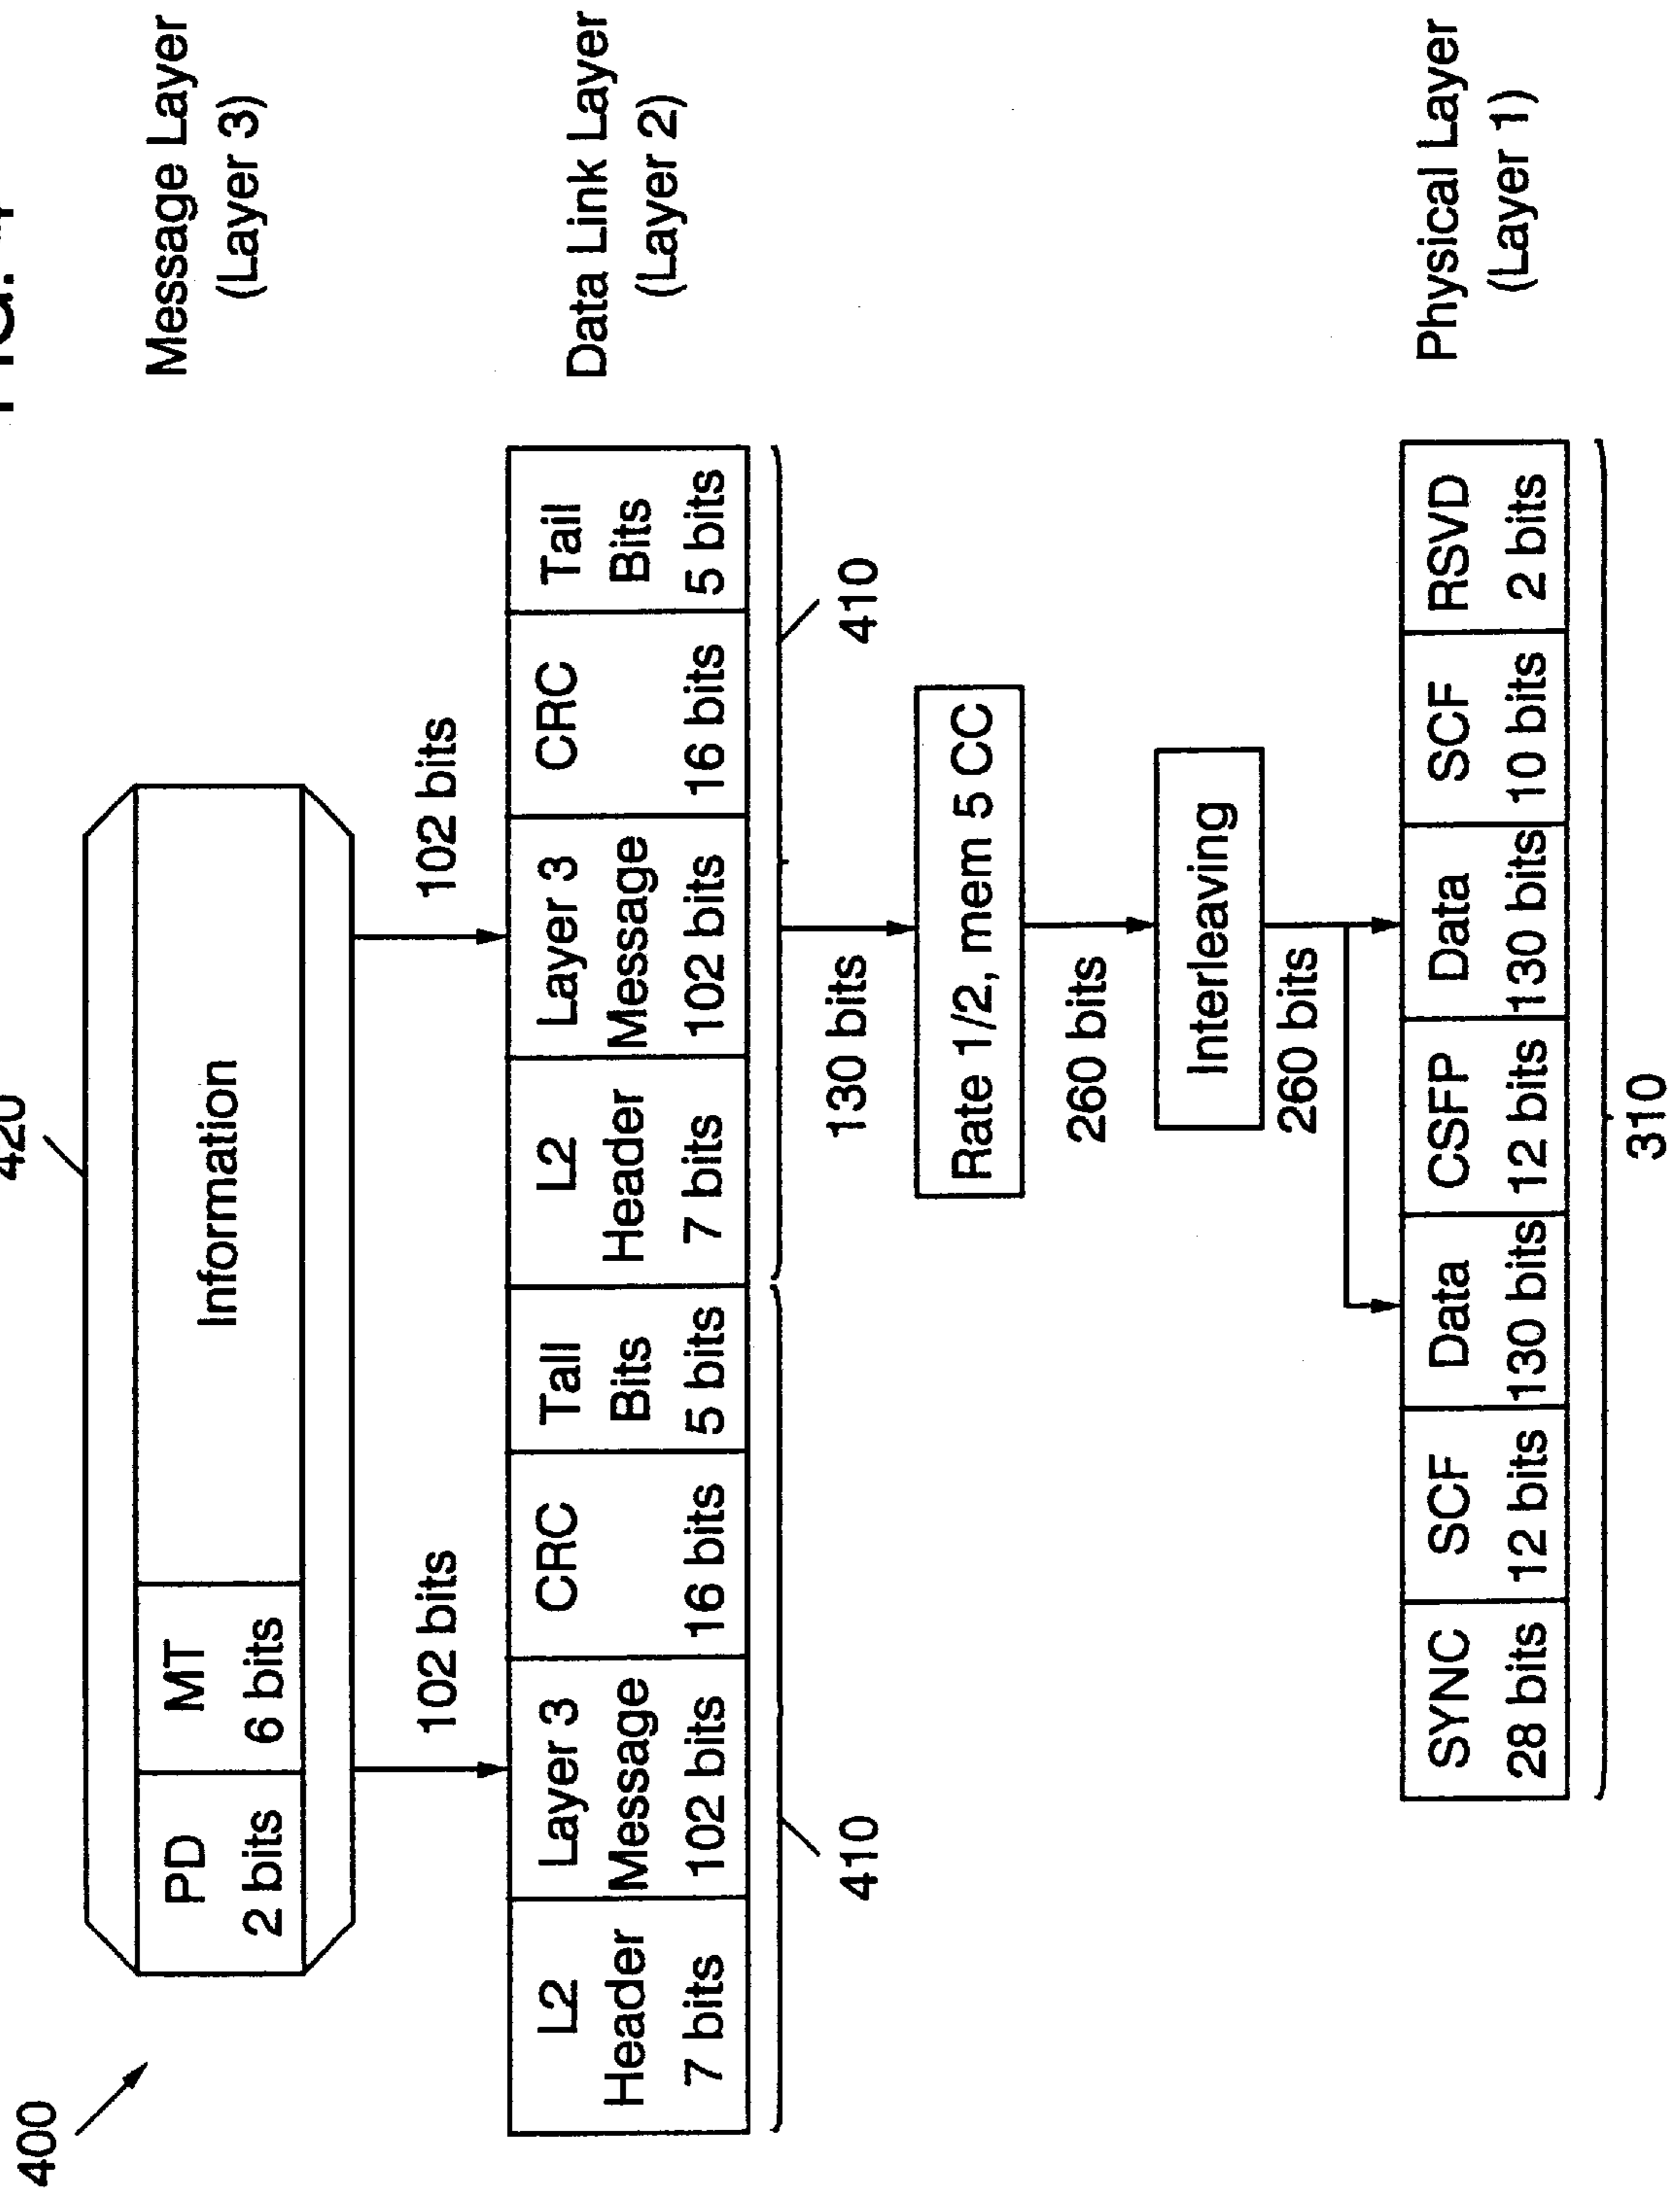 400
420
PD
2 bits
MT
6 bits
Information
Message Layer
(Layer 3)
102 bits
102 bits
L2
Header
7 bits
Layer 3
Message
102 bits
CRC
16 bits
Tail
Bits
5 bits
L2
Header
7 bits
Layer 3
Message
102 bits
CRC
16 bits
Tail
Bits
5 bits
Data Link Layer
(Layer 2)
410
410
130 bits
Rate 1/2, mem 5 CC
260 bits
Interleaving
260 bits
SYNC
28 bits
SCF
12 bits
Data
130 bits
CSFP
12 bits
Data
130 bits
SCF
10 bits
RSVD
2 bits
Physical Layer
(Layer 1)
310